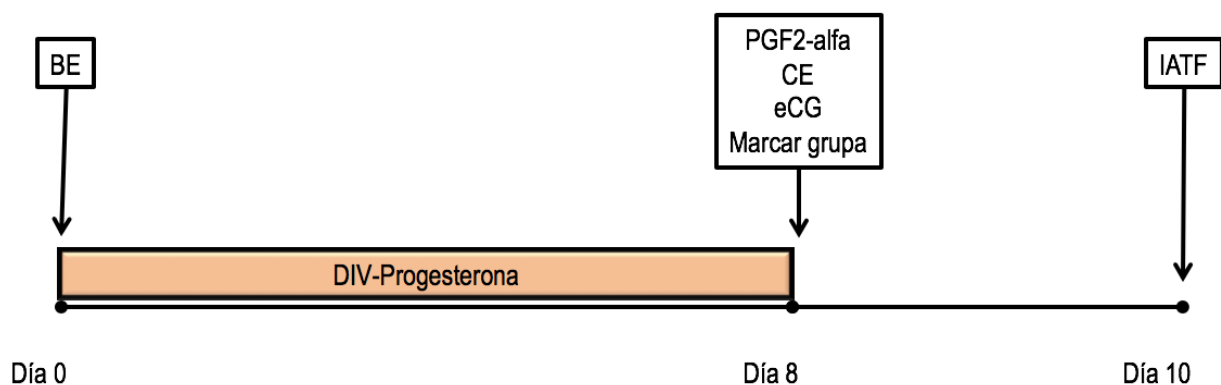 BE
PGF2-alfa
CE
eCG
Marcar grupa
IATF
DIV-Progesterona
Día 0
Día 8
Día 10